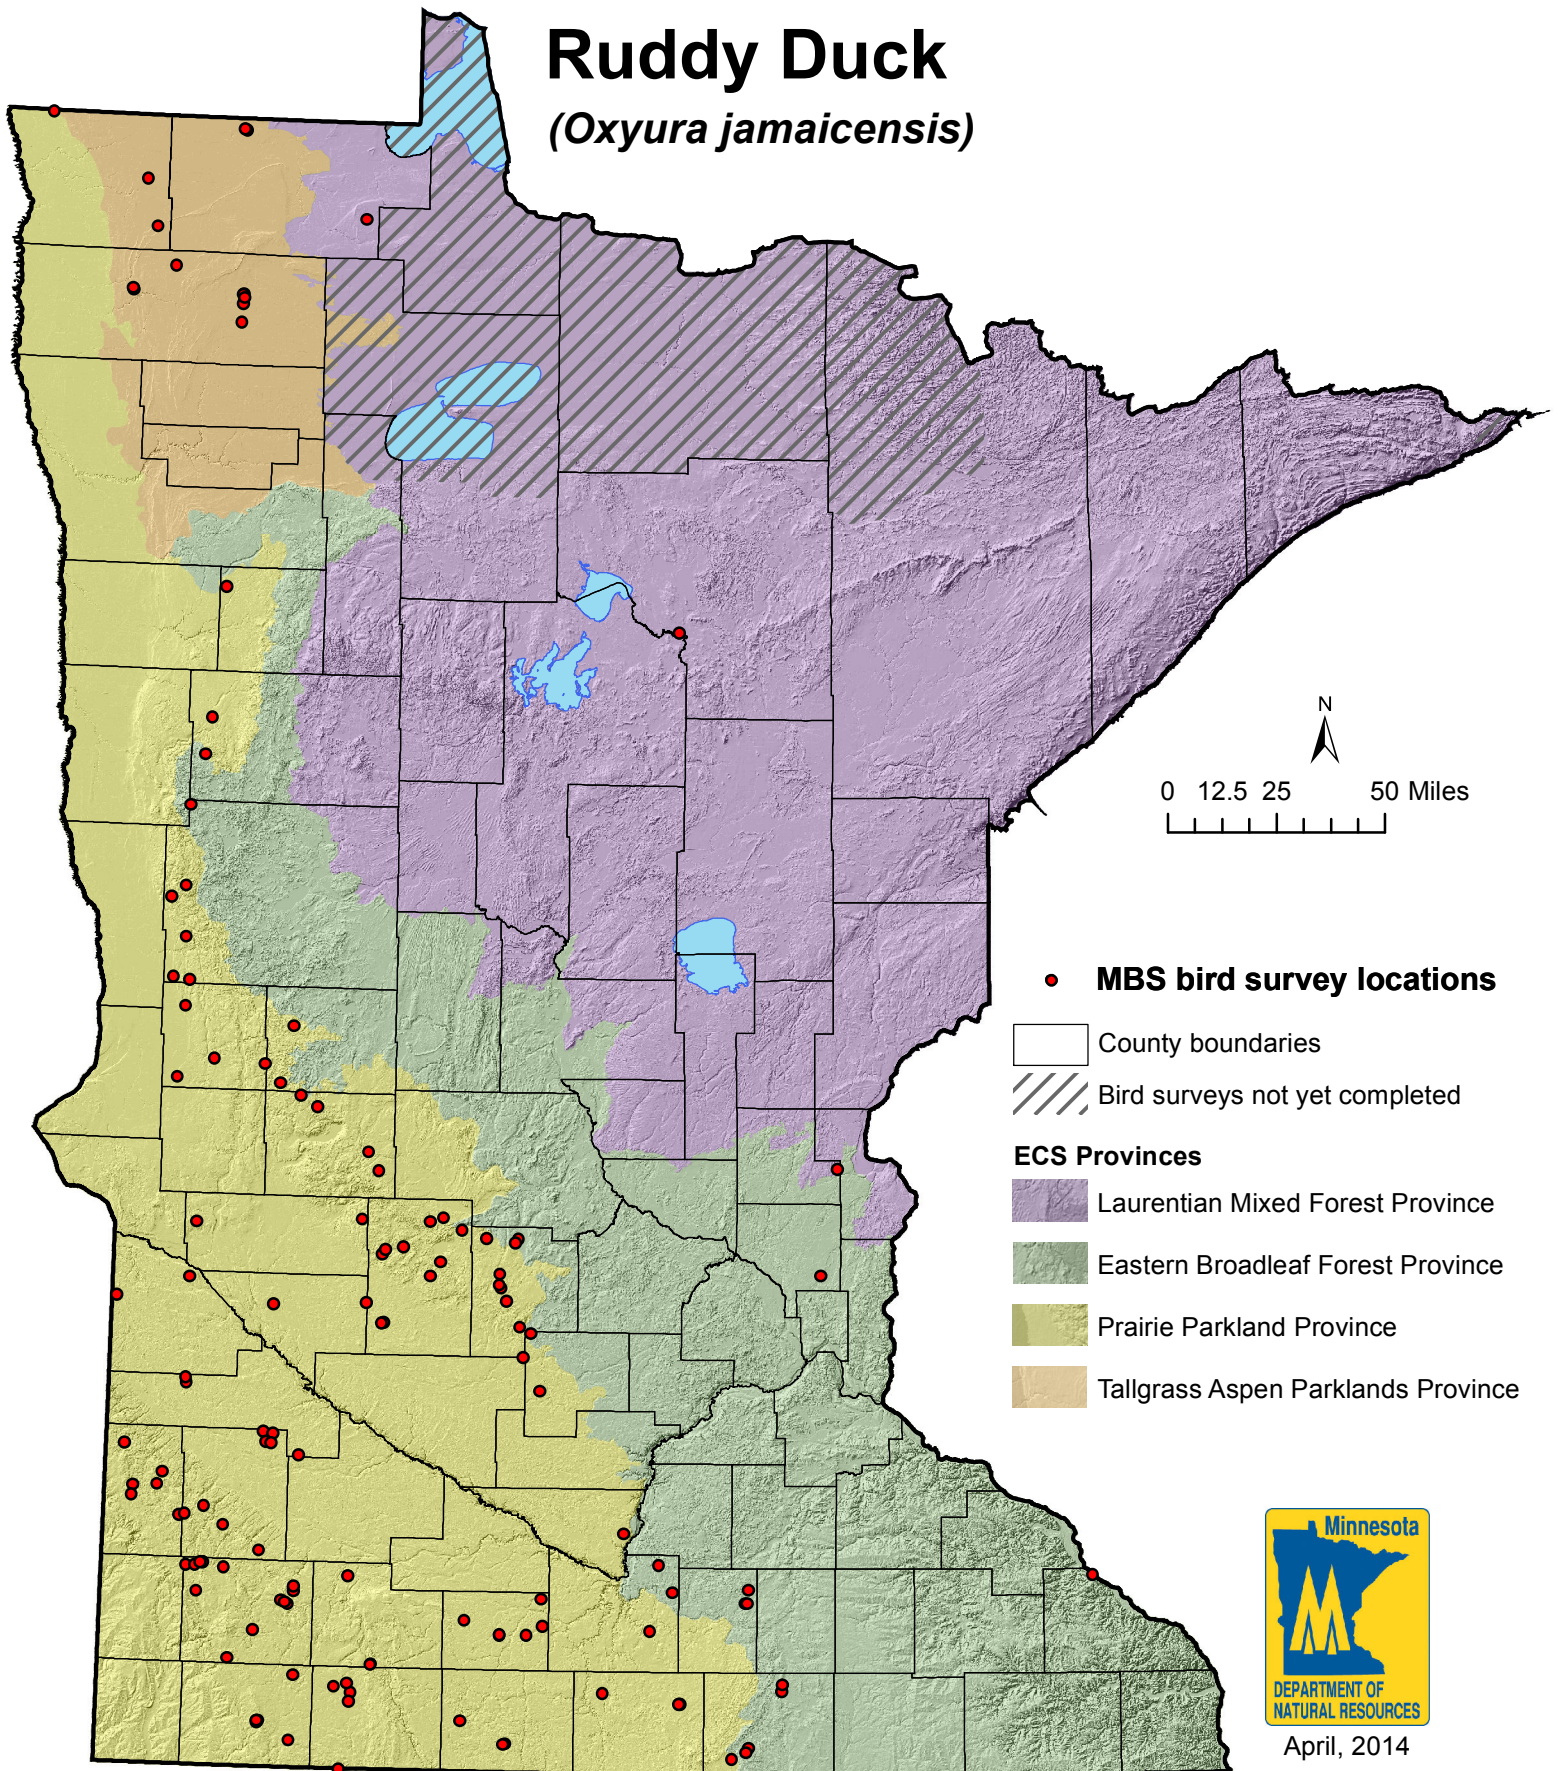 Ruddy Duck
(Oxyura jamaicensis)
N
0 12.5 25 50 Miles
MBS bird survey locations
County boundaries
Bird surveys not yet completed
ECS Provinces
Laurentian Mixed Forest Province
Eastern Broadleaf Forest Province
Prairie Parkland Province
Tallgrass Aspen Parklands Province
Minnesota
DEPARTMENT OF
NATURAL RESOURCES
April, 2014